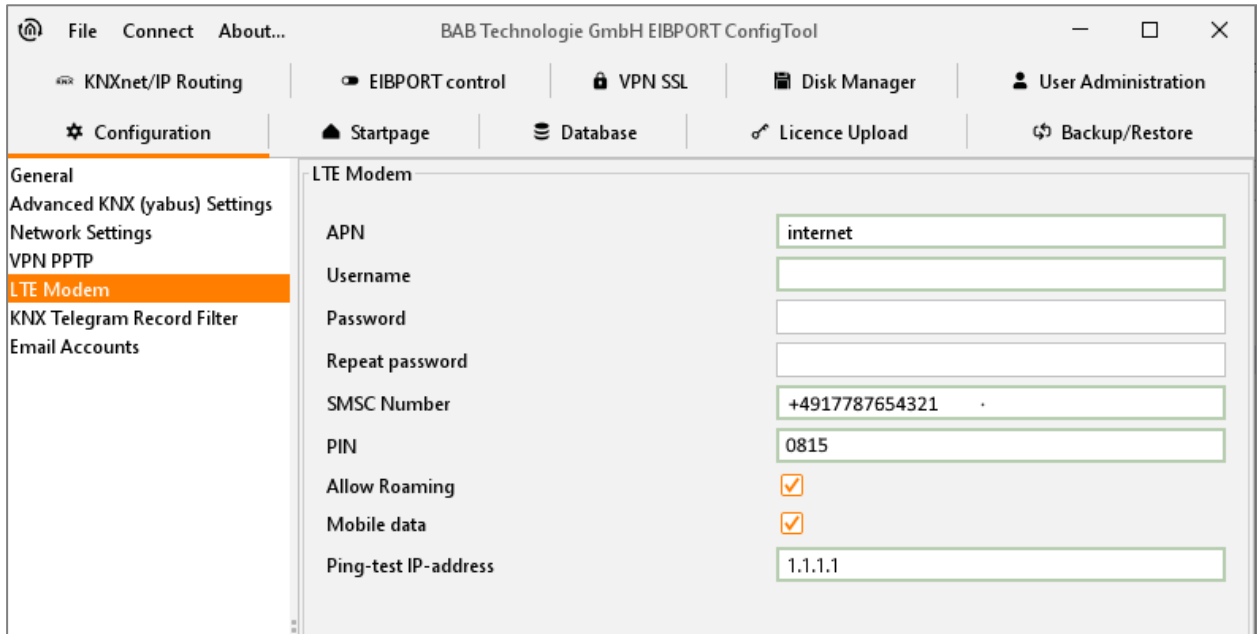 File Connect About... BAB Technologie GmbH EIBPORT ConfigTool
KNXnet/IP Routing EIBPORT control VPN SSL Disk Manager User Administration
Configuration Startpage Database Licence Upload Backup/Restore
General
Advanced KNX (yabus) Settings
Network Settings
VPN PPTP
LTE Modem
KNX Telegram Record Filter
Email Accounts
LTE Modem
APN internet
Username
Password
Repeat password
SMSC Number +4917787654321
PIN 0815
Allow Roaming
Mobile data
Ping-test IP-address 1.1.1.1